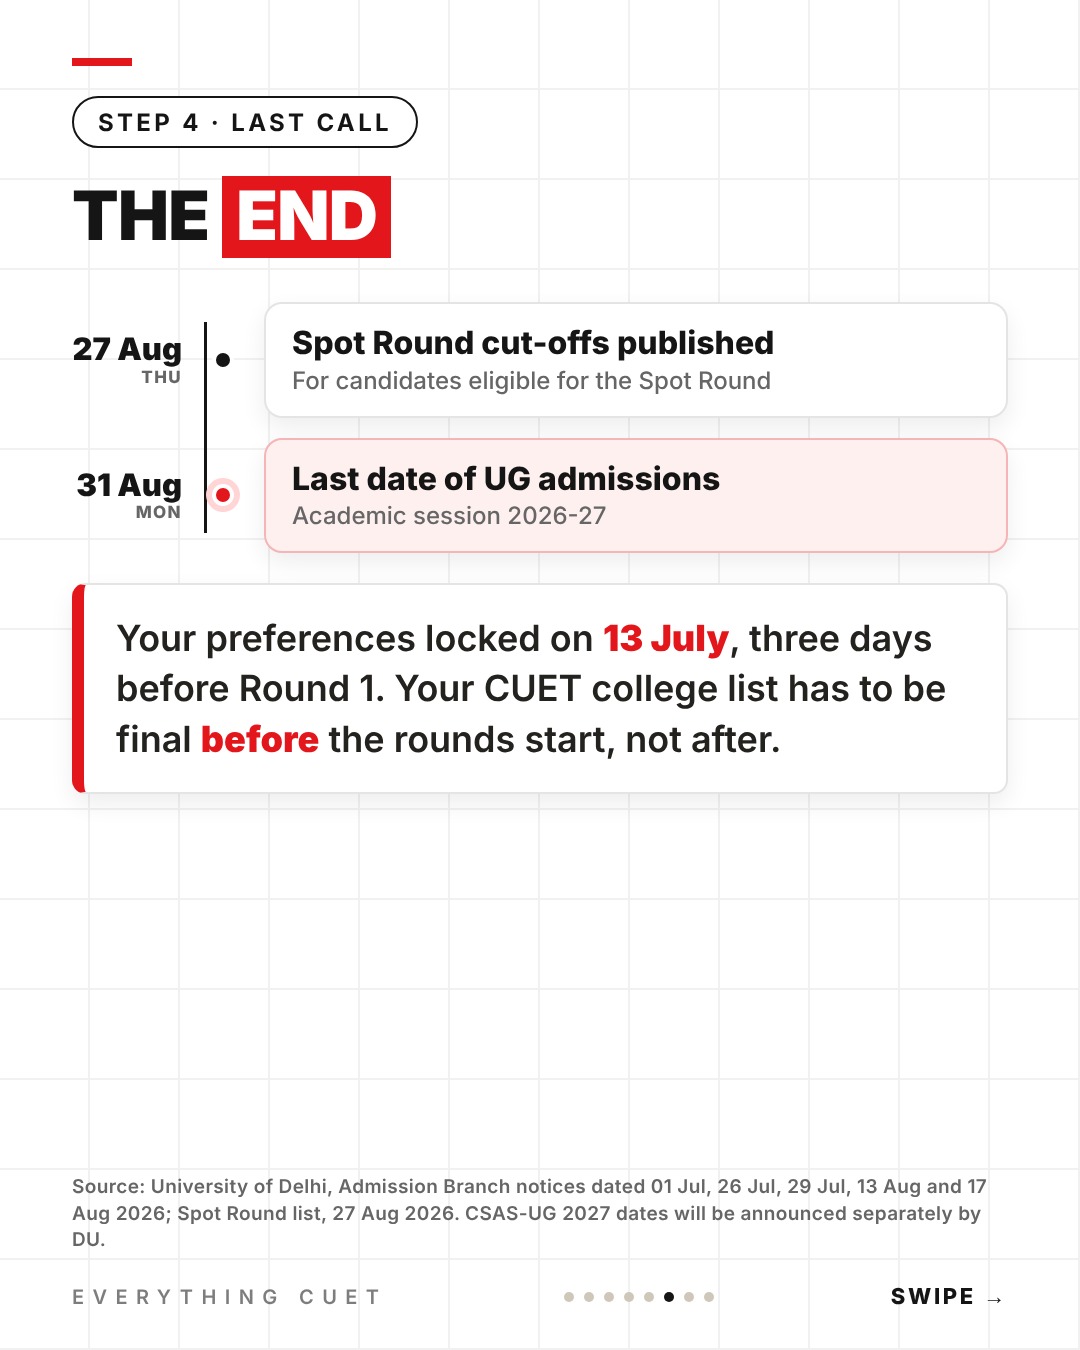 STEP 4 · LAST CALL
THE END
27 Aug
THU
Spot Round cut-offs published
For candidates eligible for the Spot Round
31 Aug
MON
Last date of UG admissions
Academic session 2026-27
Your preferences locked on 13 July, three days
before Round 1. Your CUET college list has to be
final before the rounds start, not after.
Source: University of Delhi, Admission Branch notices dated 01 Jul, 26 Jul, 29 Jul, 13 Aug and 17
Aug 2026; Spot Round list, 27 Aug 2026. CSAS-UG 2027 dates will be announced separately by
DU.
EVERYTHING CUET
SWIPE →